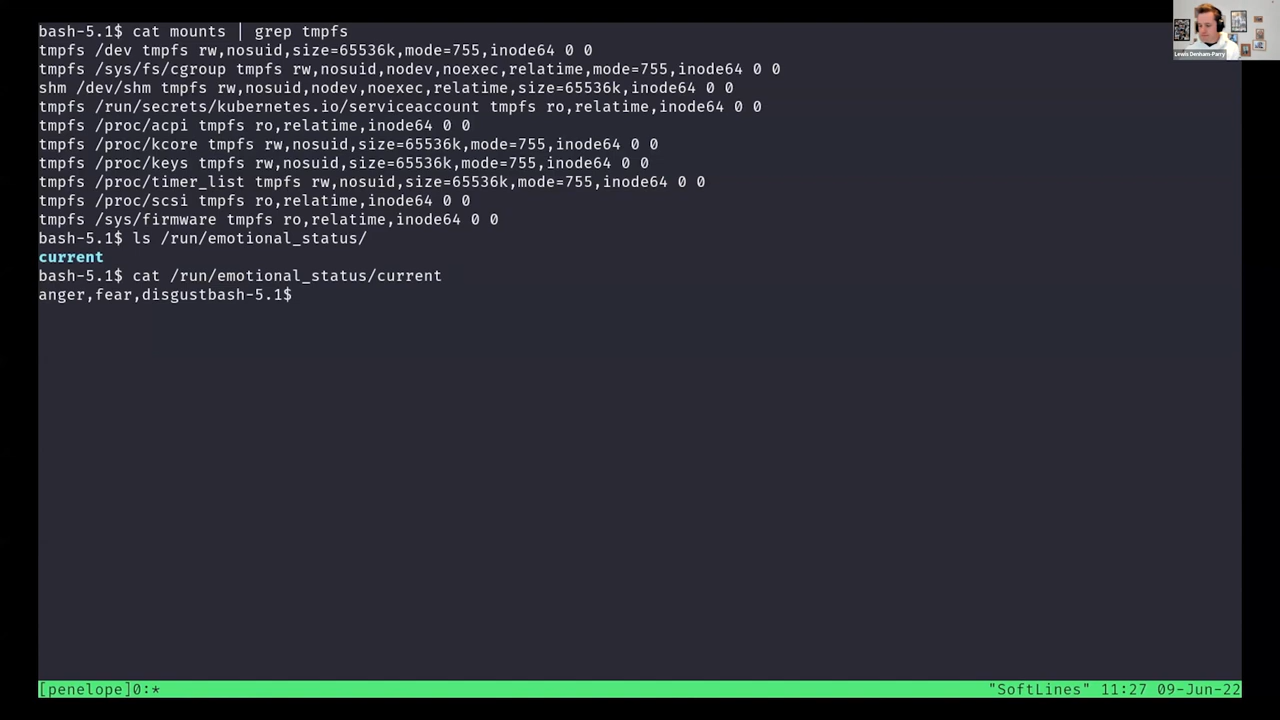 bash-5.1$ cat mounts | grep tmpfs
tmpfs /dev tmpfs rw,nosuid,size=65536k,mode=755,inode64 0 0
tmpfs /sys/fs/cgroup tmpfs rw,nosuid,nodev,noexec,relatime,mode=755,inode64 0 0
shm /dev/shm tmpfs rw,nosuid,nodev,noexec,relatime,size=65536k,inode64 0 0
tmpfs /run/secrets/kubernetes.io/serviceaccount tmpfs ro,relatime,inode64 0 0
tmpfs /proc/acpi tmpfs ro,relatime,inode64 0 0
tmpfs /proc/kcore tmpfs rw,nosuid,size=65536k,mode=755,inode64 0 0
tmpfs /proc/keys tmpfs rw,nosuid,size=65536k,mode=755,inode64 0 0
tmpfs /proc/timer_list tmpfs rw,nosuid,size=65536k,mode=755,inode64 0 0
tmpfs /proc/scsi tmpfs ro,relatime,inode64 0 0
tmpfs /sys/firmware tmpfs ro,relatime,inode64 0 0
bash-5.1$ ls /run/emotional_status/
current
bash-5.1$ cat /run/emotional_status/current
anger,fear,disgustbash-5.1$
[penelope]0:* "SoftLines" 11:27 09-Jun-22
Lewis Denham-Parry